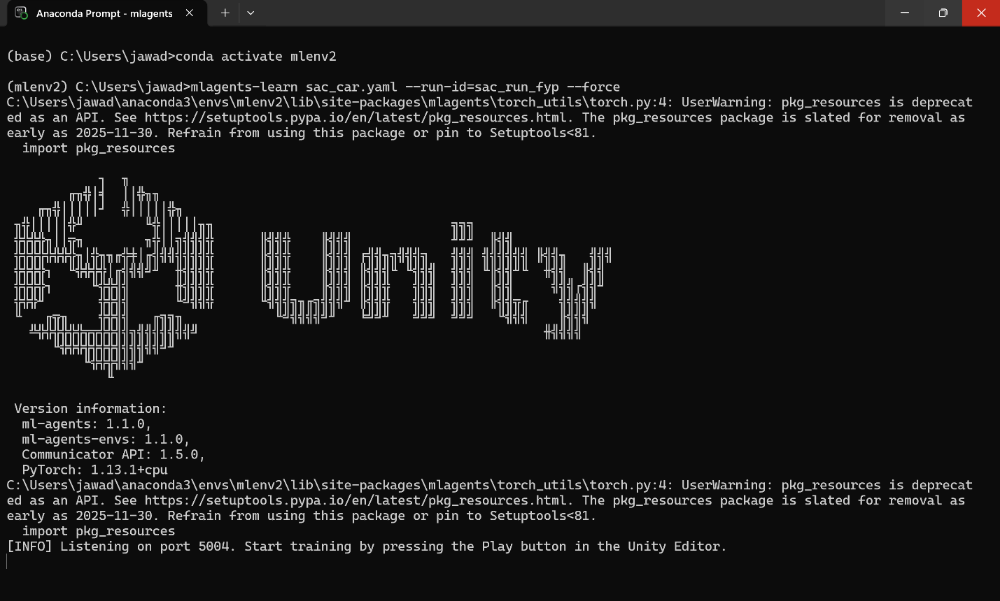 Anaconda Prompt - mlagents
(base) C:\Users\jawad>conda activate mlenv2
(mlenv2) C:\Users\jawad>mlagents-learn sac_car.yaml --run-id=sac_run_fyp --force
C:\Users\jawad\anaconda3\envs\mlenv2\lib\site-packages\mlagents\torch_utils\torch.py:4: UserWarning: pkg_resources is deprecat
ed as an API. See https://setuptools.pypa.io/en/latest/pkg_resources.html. The pkg_resources package is slated for removal as
early as 2025-11-30. Refrain from using this package or pin to Setuptools<81.
  import pkg_resources
unity
 Version information:
  ml-agents: 1.1.0,
  ml-agents-envs: 1.1.0,
  Communicator API: 1.5.0,
  PyTorch: 1.13.1+cpu
C:\Users\jawad\anaconda3\envs\mlenv2\lib\site-packages\mlagents\torch_utils\torch.py:4: UserWarning: pkg_resources is deprecat
ed as an API. See https://setuptools.pypa.io/en/latest/pkg_resources.html. The pkg_resources package is slated for removal as
early as 2025-11-30. Refrain from using this package or pin to Setuptools<81.
  import pkg_resources
[INFO] Listening on port 5004. Start training by pressing the Play button in the Unity Editor.